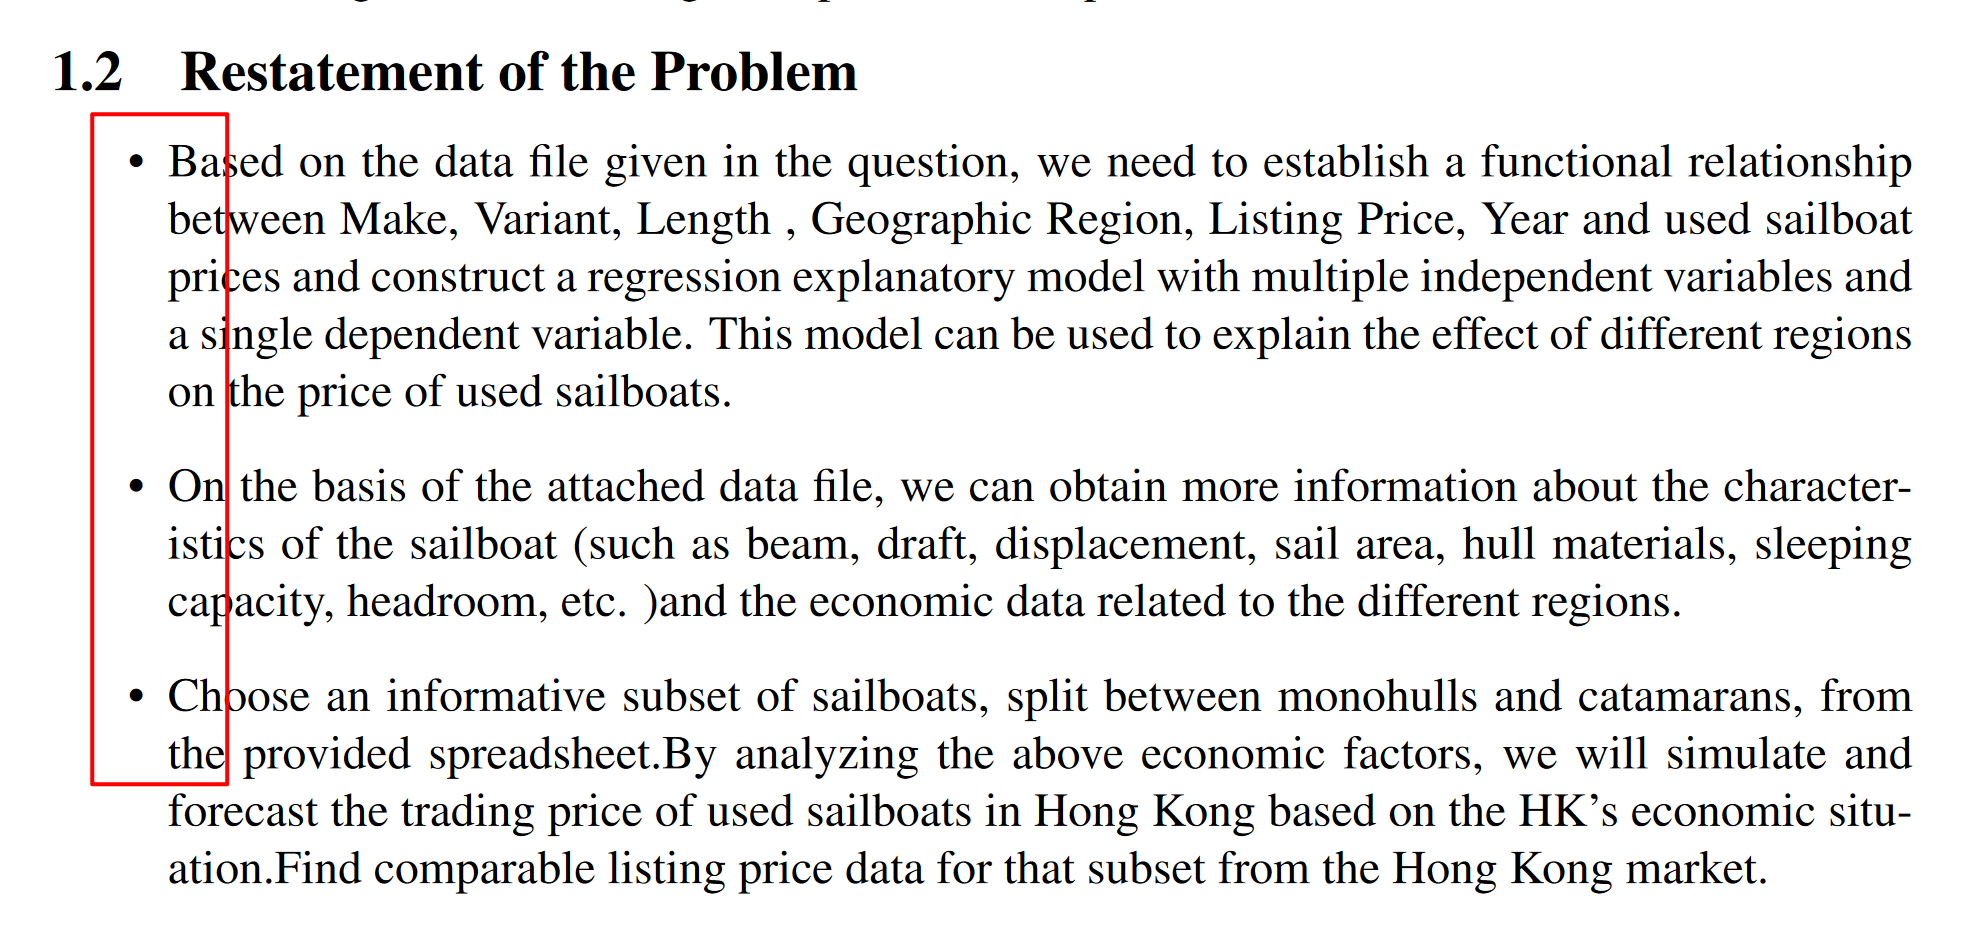 1.2 Restatement of the Problem
• Based on the data file given in the question, we need to establish a functional relationship
between Make, Variant, Length , Geographic Region, Listing Price, Year and used sailboat
prices and construct a regression explanatory model with multiple independent variables and
a single dependent variable. This model can be used to explain the effect of different regions
on the price of used sailboats.
• On the basis of the attached data file, we can obtain more information about the character-
istics of the sailboat (such as beam, draft, displacement, sail area, hull materials, sleeping
capacity, headroom, etc. )and the economic data related to the different regions.
• Choose an informative subset of sailboats, split between monohulls and catamarans, from
the provided spreadsheet.By analyzing the above economic factors, we will simulate and
forecast the trading price of used sailboats in Hong Kong based on the HK’s economic situ-
ation.Find comparable listing price data for that subset from the Hong Kong market.